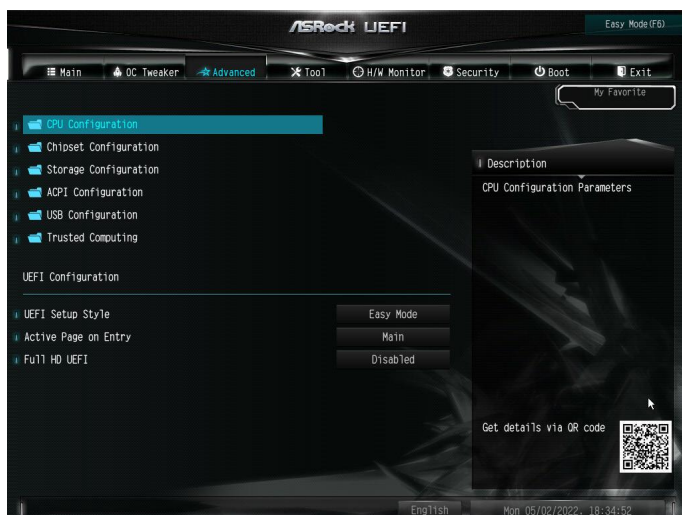 ASRock UEFI
Easy Mode(F6)
Main
OC Tweaker
Advanced
Tool
H/W Monitor
Security
Boot
Exit
My Favorite
CPU Configuration
Chipset Configuration
Storage Configuration
ACPI Configuration
USB Configuration
Trusted Computing
UEFI Configuration
UEFI Setup Style Easy Mode
Active Page on Entry Main
Full HD UEFI Disabled
Description
CPU Configuration Parameters
Get details via QR code
English
Mon 05/02/2022. 18:34:52